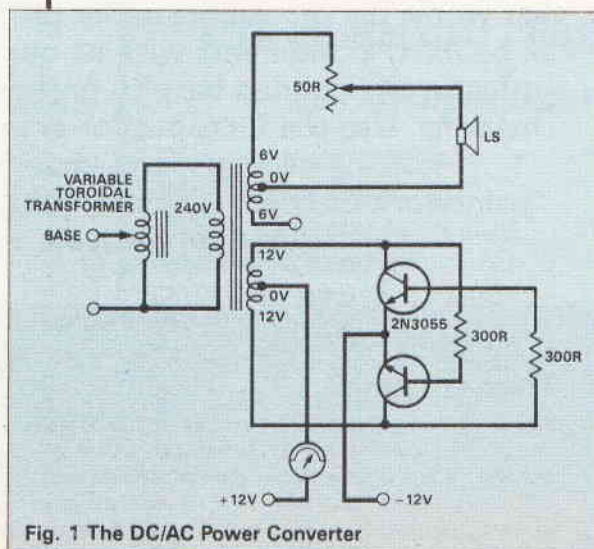 50R
LS
6V
0V
6V
VARIABLE
TOROIDAL
TRANSFORMER
240V
BASE
12V
0V
12V
2N3055
300R
300R
+12V
−12V
Fig. 1 The DC/AC Power Converter